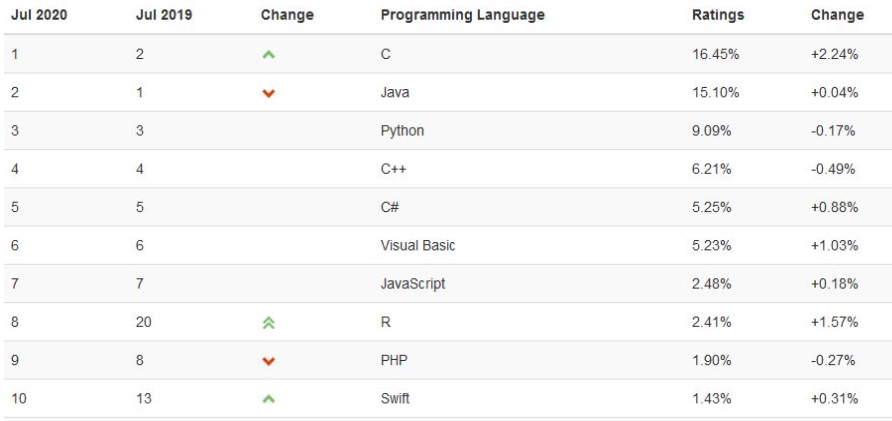 Jul 2020 Jul 2019 Change Programming Language Ratings Change
1 2 C 16.45% +2.24%
2 1 Java 15.10% +0.04%
3 3 Python 9.09% -0.17%
4 4 C++ 6.21% -0.49%
5 5 C# 5.25% +0.88%
6 6 Visual Basic 5.23% +1.03%
7 7 JavaScript 2.48% +0.18%
8 20 R 2.41% +1.57%
9 8 PHP 1.90% -0.27%
10 13 Swift 1.43% +0.31%